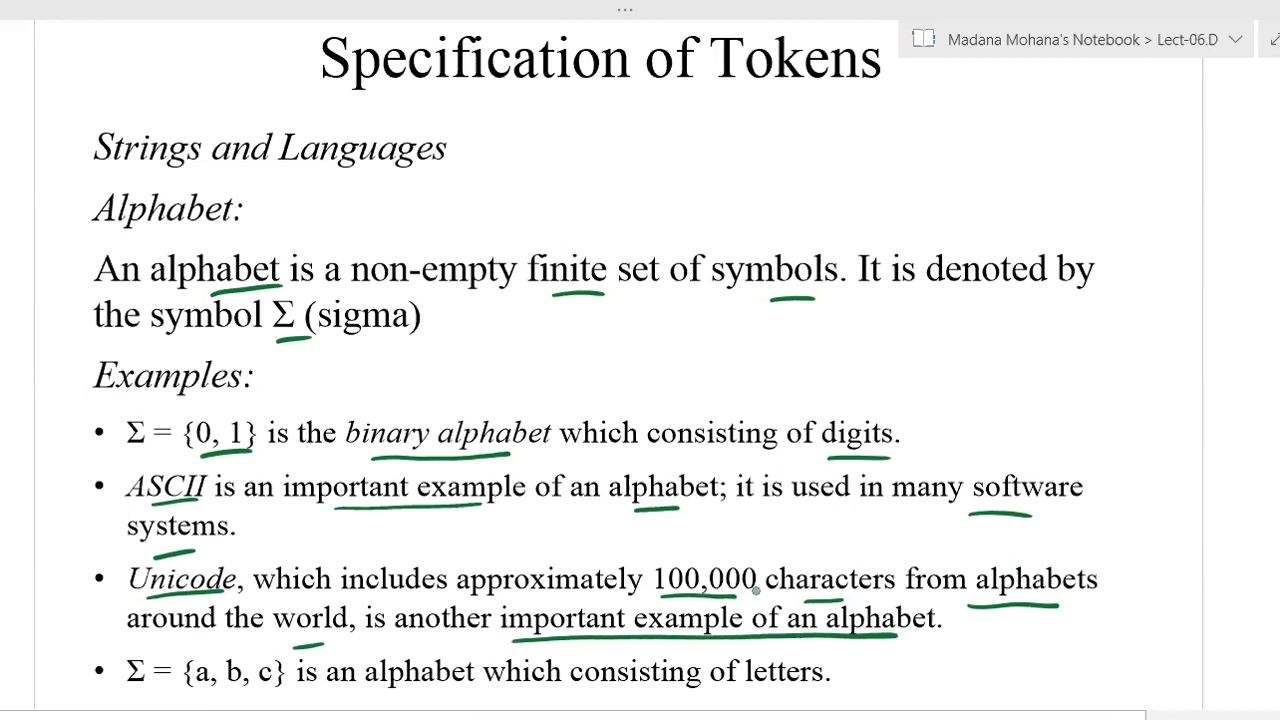 ...
Madana Mohana's Notebook > Lect-06.D
Specification of Tokens
Strings and Languages
Alphabet:
An alphabet is a non-empty finite set of symbols. It is denoted by
the symbol Σ (sigma)
Examples:
• Σ = {0, 1} is the binary alphabet which consisting of digits.
• ASCII is an important example of an alphabet; it is used in many software
systems.
• Unicode, which includes approximately 100,000 characters from alphabets
around the world, is another important example of an alphabet.
• Σ = {a, b, c} is an alphabet which consisting of letters.